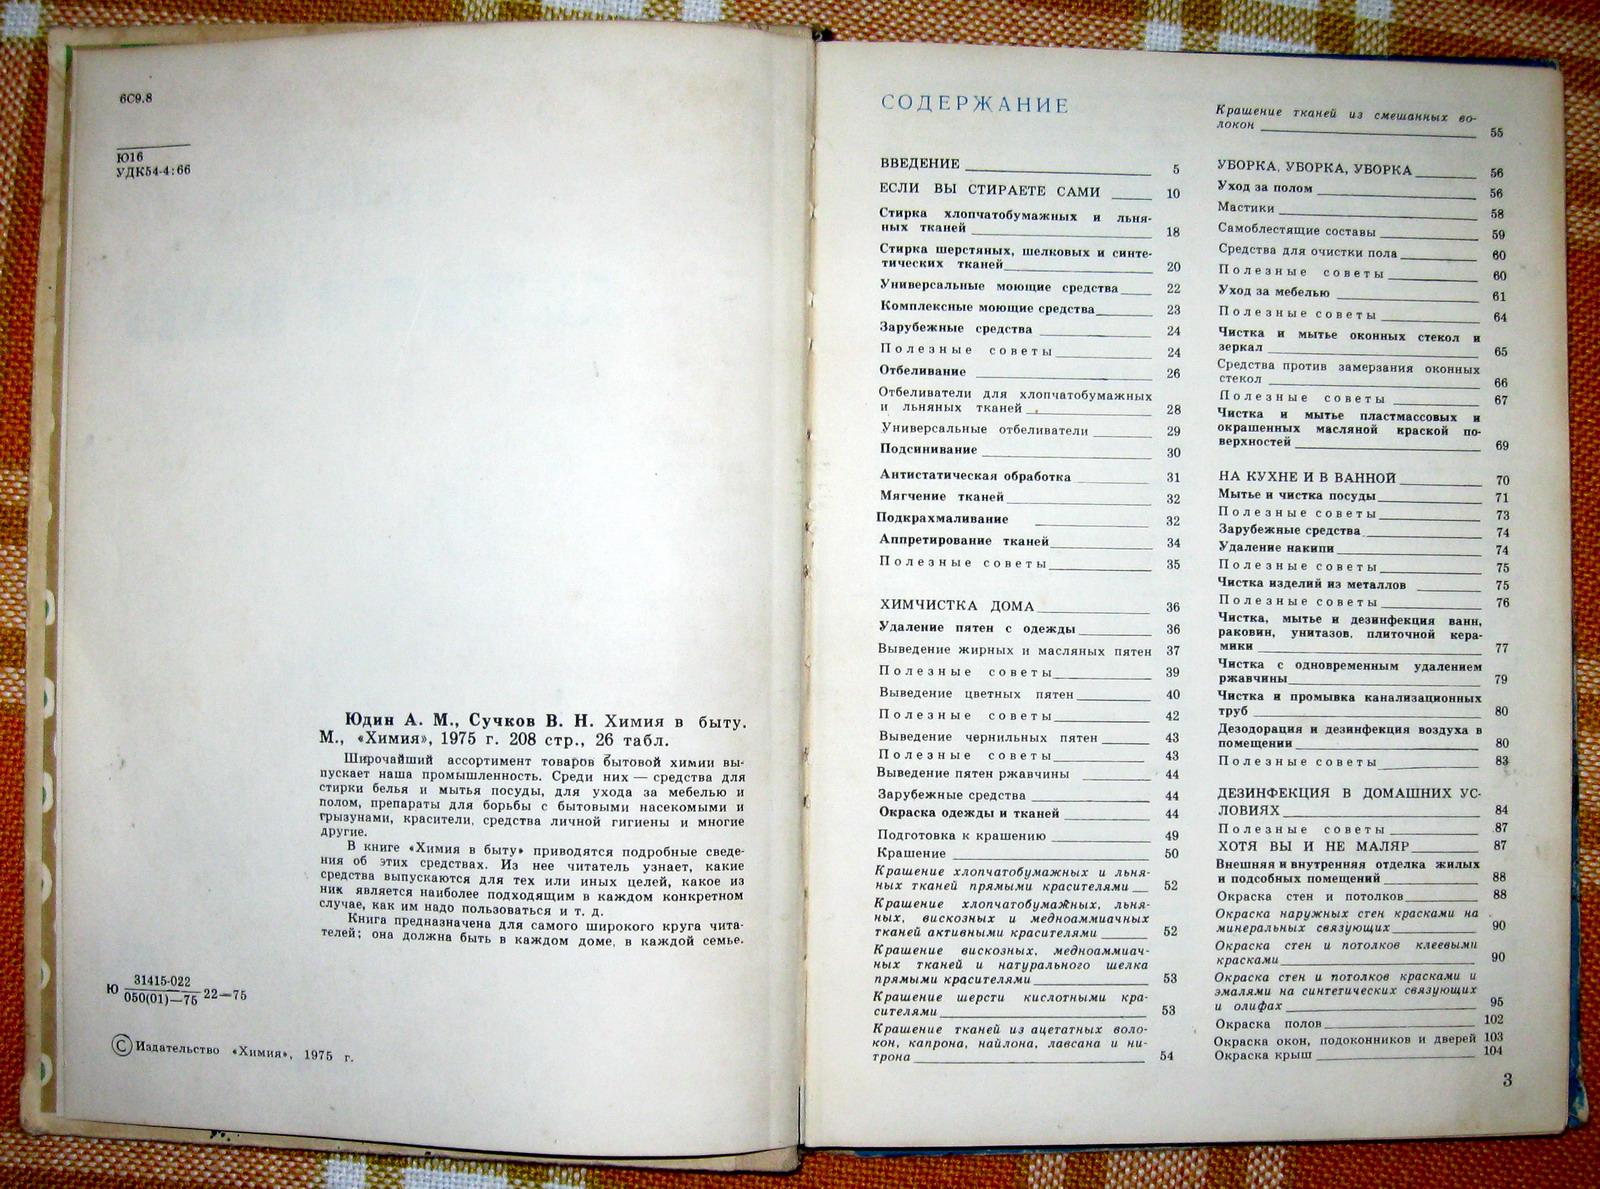 6С9.8
Ю16
УДК54-4:66
Юдин А. М., Сучков В. Н. Химия в быту.
М., «Химия», 1975 г. 208 стр., 26 табл.
Широчайший ассортимент товаров бытовой химии вы-
пускает наша промышленность. Среди них — средства для
стирки белья и мытья посуды, для ухода за мебелью и
полом, препараты для борьбы с бытовыми насекомыми и
грызунами, красители, средства личной гигиены и многие
другие.
В книге «Химия в быту» приводятся подробные сведе-
ния об этих средствах. Из нее читатель узнает, какие
средства выпускаются для тех или иных целей, какое из
них является наиболее подходящим в каждом конкретном
случае, как им надо пользоваться и т. д.
Книга предназначена для самого широкого круга чита-
телей; она должна быть в каждом доме, в каждой семье.
31415-022
Ю 050(01)—75 22—75
© Издательство «Химия», 1975 г.
СОДЕРЖАНИЕ
ВВЕДЕНИЕ 5
ЕСЛИ ВЫ СТИРАЕТЕ САМИ 10
Стирка хлопчатобумажных и льня-
ных тканей 18
Стирка шерстяных, шелковых и синте-
тических тканей 20
Универсальные моющие средства 22
Комплексные моющие средства 23
Зарубежные средства 24
Полезные советы 24
Отбеливание 26
Отбеливатели для хлопчатобумажных
и льняных тканей 28
Универсальные отбеливатели 29
Подсинивание 30
Антистатическая обработка 31
Мягчение тканей 32
Подкрахмаливание 32
Аппретирование тканей 34
Полезные советы 35
ХИМЧИСТКА ДОМА 36
Удаление пятен с одежды 36
Выведение жирных и масляных пятен 37
Полезные советы 39
Выведение цветных пятен 40
Полезные советы 42
Выведение чернильных пятен 43
Полезные советы 43
Выведение пятен ржавчины 44
Зарубежные средства 44
Окраска одежды и тканей 44
Подготовка к крашению 49
Крашение 50
Крашение хлопчатобумажных и льня-
ных тканей прямыми красителями 52
Крашение хлопчатобумажных, льня-
ных, вискозных и медноаммиачных
тканей активными красителями 52
Крашение вискозных, медноаммиач-
ных тканей и натурального шелка
прямыми красителями 53
Крашение шерсти кислотными кра-
сителями 53
Крашение тканей из ацетатных воло-
кон, капрона, найлона, лавсана и ни-
трона 54
Крашение тканей из смешанных во-
локон 55
УБОРКА, УБОРКА, УБОРКА 56
Уход за полом 56
Мастики 58
Самоблестящие составы 59
Средства для очистки пола 60
Полезные советы 60
Уход за мебелью 61
Полезные советы 64
Чистка и мытье оконных стекол и
зеркал 65
Средства против замерзания оконных
стекол 66
Полезные советы 67
Чистка и мытье пластмассовых и
окрашенных масляной краской по-
верхностей 69
НА КУХНЕ И В ВАННОЙ 70
Мытье и чистка посуды 71
Полезные советы 73
Зарубежные средства 74
Удаление накипи 74
Полезные советы 75
Чистка изделий из металлов 75
Полезные советы 76
Чистка, мытье и дезинфекция ванн,
раковин, унитазов, плиточной кера-
мики 77
Чистка с одновременным удалением
ржавчины 79
Чистка и промывка канализационных
труб 80
Дезодорация и дезинфекция воздуха в
помещении 80
Полезные советы 83
ДЕЗИНФЕКЦИЯ В ДОМАШНИХ УС-
ЛОВИЯХ 84
Полезные советы 87
ХОТЯ ВЫ И НЕ МАЛЯР 87
Внешняя и внутренняя отделка жилых
и подсобных помещений 88
Окраска стен и потолков 88
Окраска наружных стен красками на
минеральных связующих 90
Окраска стен и потолков клеевыми
красками 90
Окраска стен и потолков красками и
эмалями на синтетических связующих
и олифах 95
Окраска полов 102
Окраска окон, подоконников и дверей 103
Окраска крыш 104
3